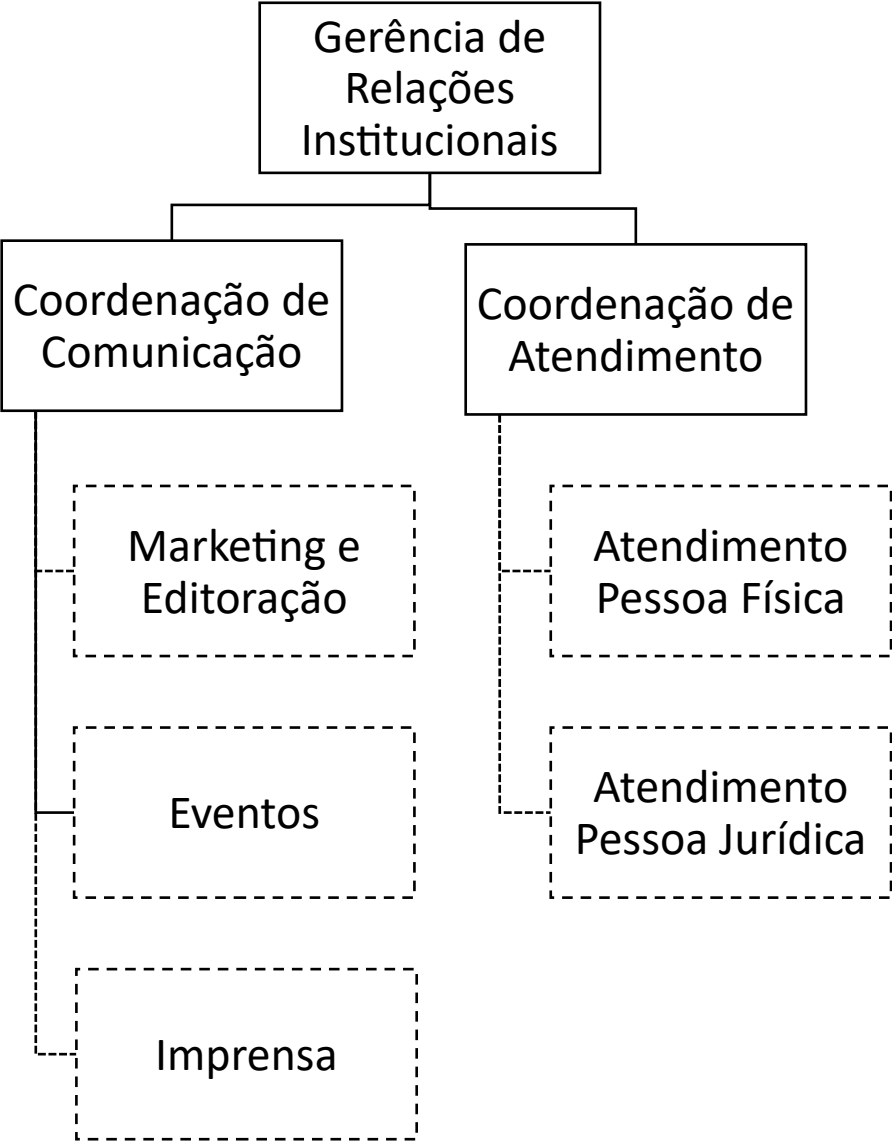 Gerência de
Relações
Institucionais
Coordenação de
Comunicação
Coordenação de
Atendimento
Marketing e
Editoração
Atendimento
Pessoa Física
Eventos
Atendimento
Pessoa Jurídica
Imprensa